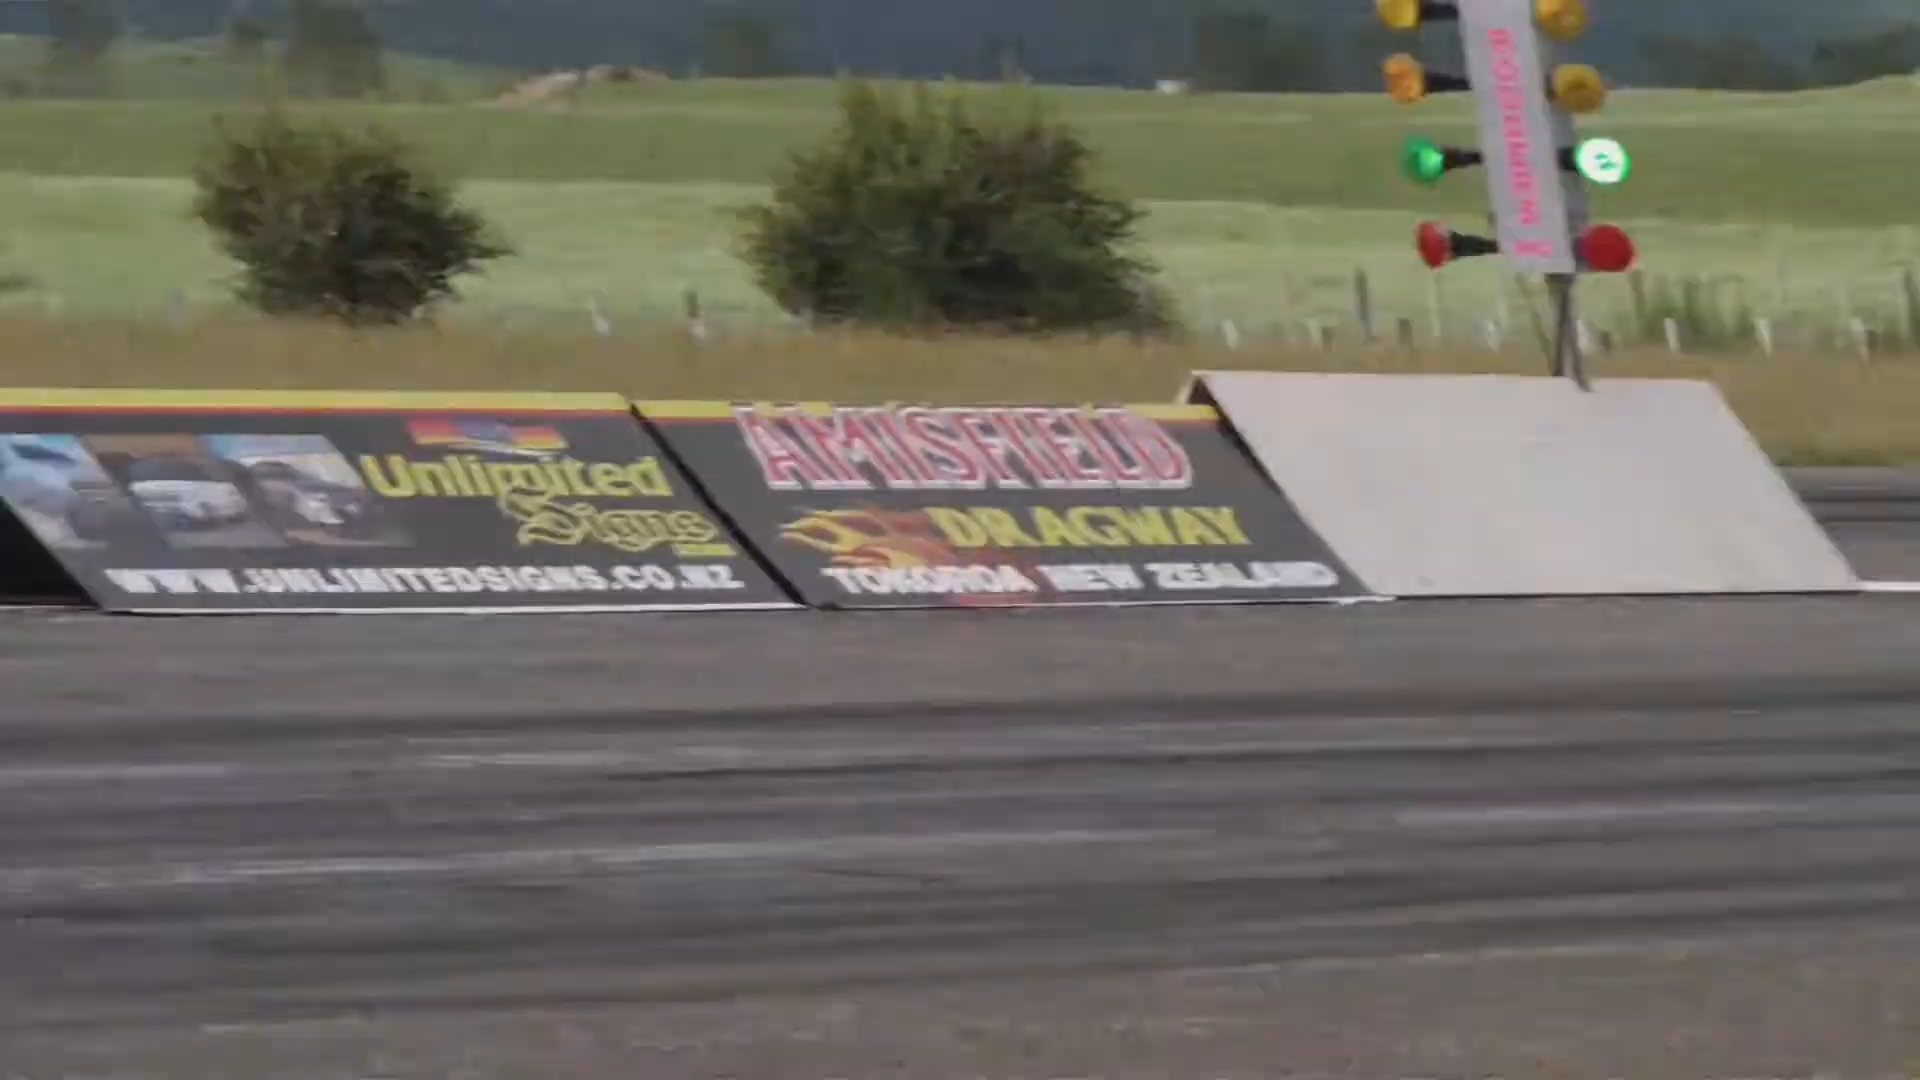 Unlimited
Signs
WWW.UNLIMITEDSIGNS.CO.NZ
AMISFIELD
DRAGWAY
TOKOROA NEW ZEALAND